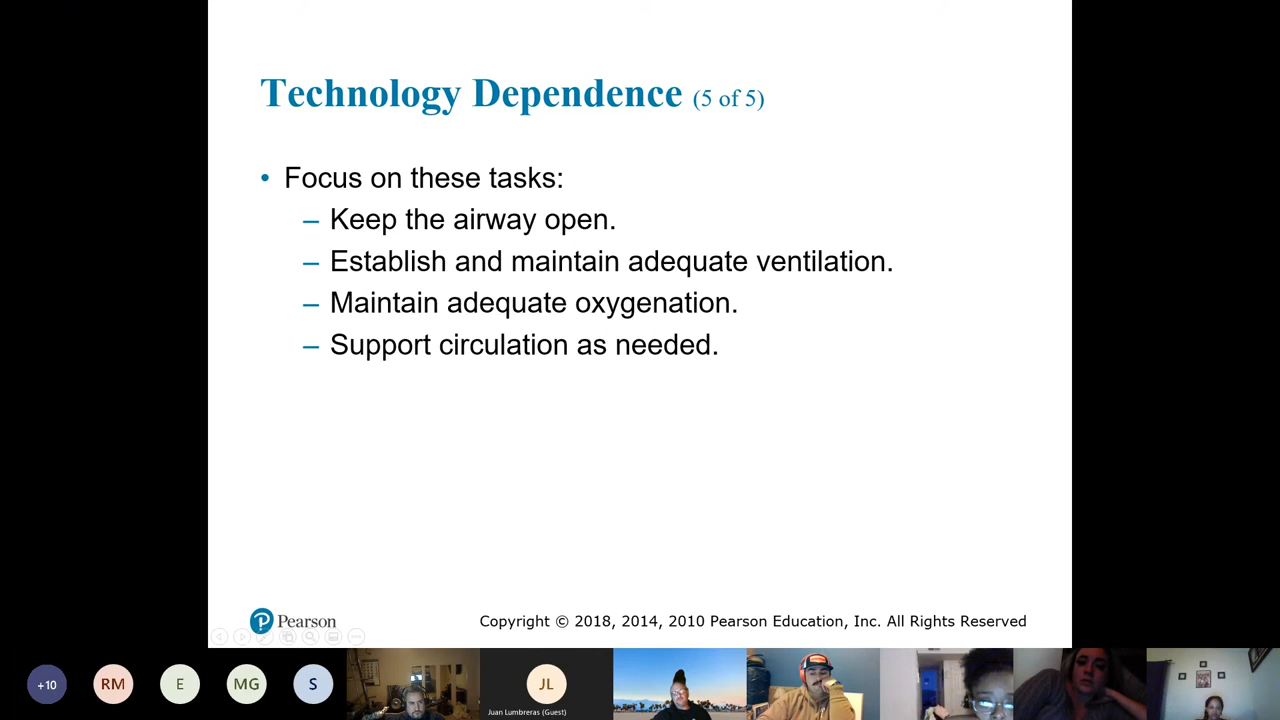 Technology Dependence (5 of 5)
• Focus on these tasks:
– Keep the airway open.
– Establish and maintain adequate ventilation.
– Maintain adequate oxygenation.
– Support circulation as needed.
P Pearson
Copyright © 2018, 2014, 2010 Pearson Education, Inc. All Rights Reserved
+10 RM E MG S JL
Juan Lumbreras (Guest)